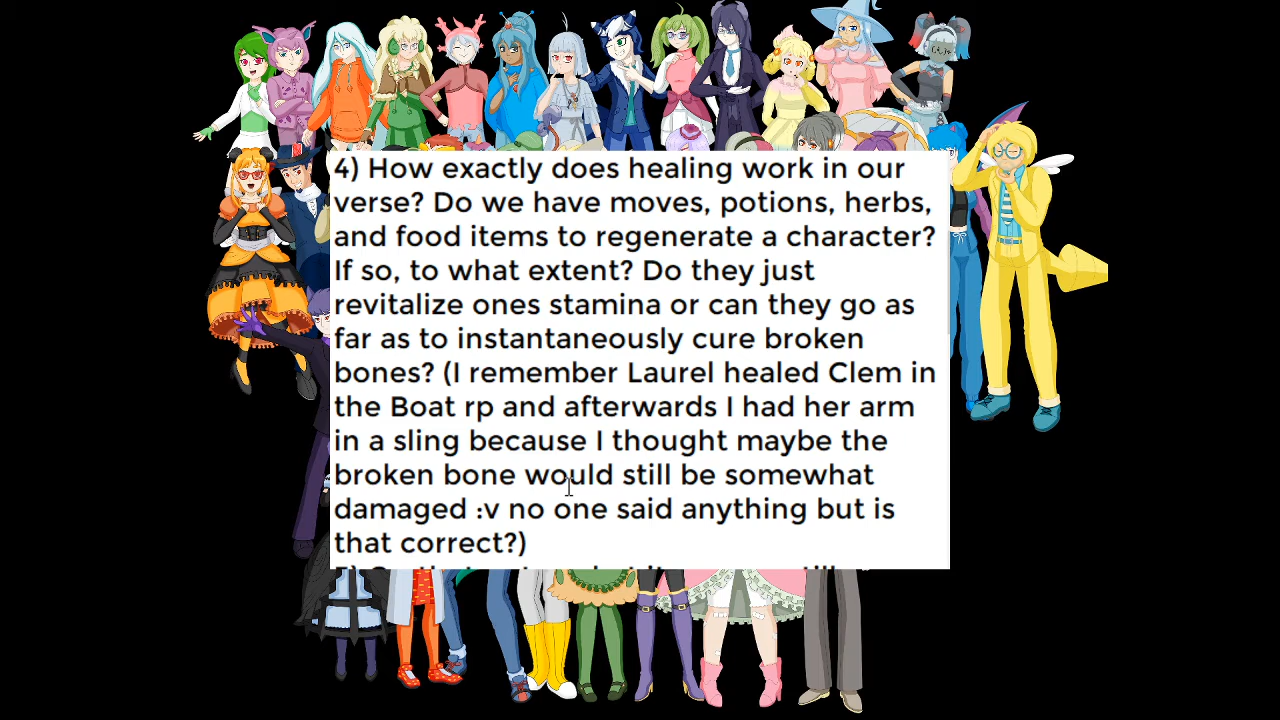 4) How exactly does healing work in our
verse? Do we have moves, potions, herbs,
and food items to regenerate a character?
If so, to what extent? Do they just
revitalize ones stamina or can they go as
far as to instantaneously cure broken
bones? (I remember Laurel healed Clem in
the Boat rp and afterwards I had her arm
in a sling because I thought maybe the
broken bone would still be somewhat
damaged :v no one said anything but is
that correct?)